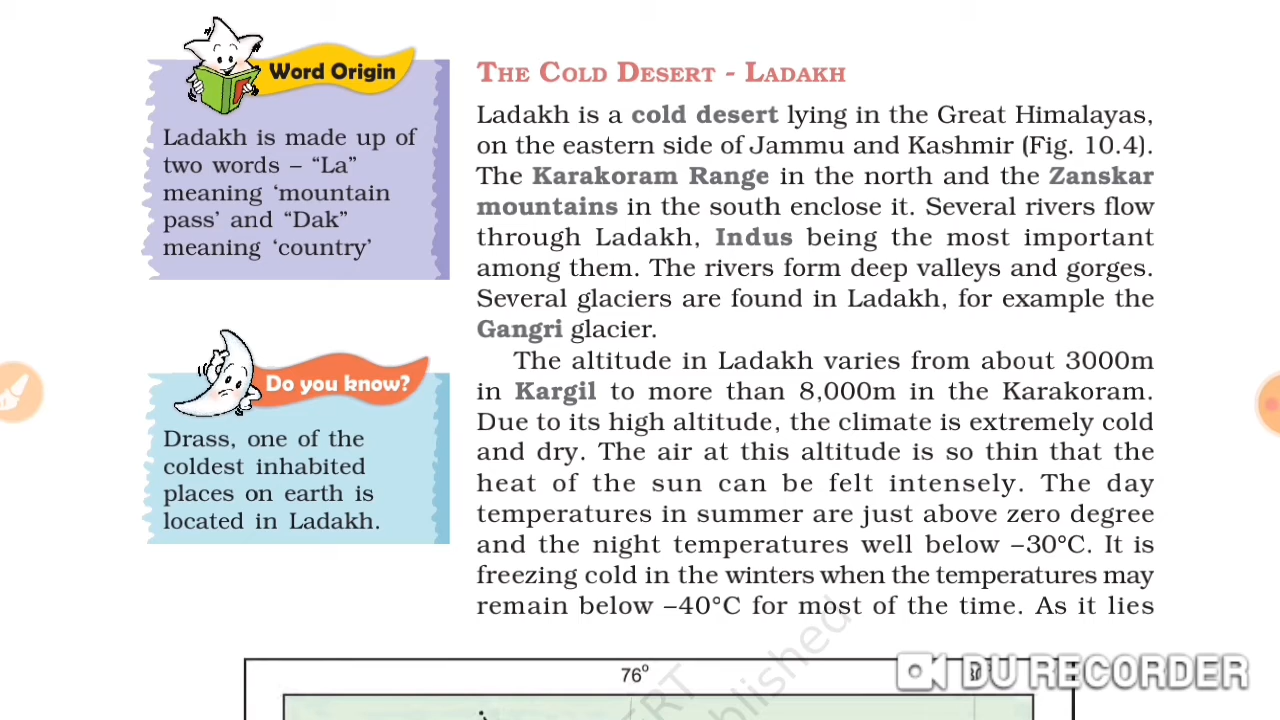 Word Origin
Ladakh is made up of
two words – “La”
meaning ‘mountain
pass’ and “Dak”
meaning ‘country’
Do you know?
Drass, one of the
coldest inhabited
places on earth is
located in Ladakh.
THE COLD DESERT - LADAKH
Ladakh is a cold desert lying in the Great Himalayas,
on the eastern side of Jammu and Kashmir (Fig. 10.4).
The Karakoram Range in the north and the Zanskar
mountains in the south enclose it. Several rivers flow
through Ladakh, Indus being the most important
among them. The rivers form deep valleys and gorges.
Several glaciers are found in Ladakh, for example the
Gangri glacier.
The altitude in Ladakh varies from about 3000m
in Kargil to more than 8,000m in the Karakoram.
Due to its high altitude, the climate is extremely cold
and dry. The air at this altitude is so thin that the
heat of the sun can be felt intensely. The day
temperatures in summer are just above zero degree
and the night temperatures well below –30°C. It is
freezing cold in the winters when the temperatures may
remain below –40°C for most of the time. As it lies
76°
DU RECORDER